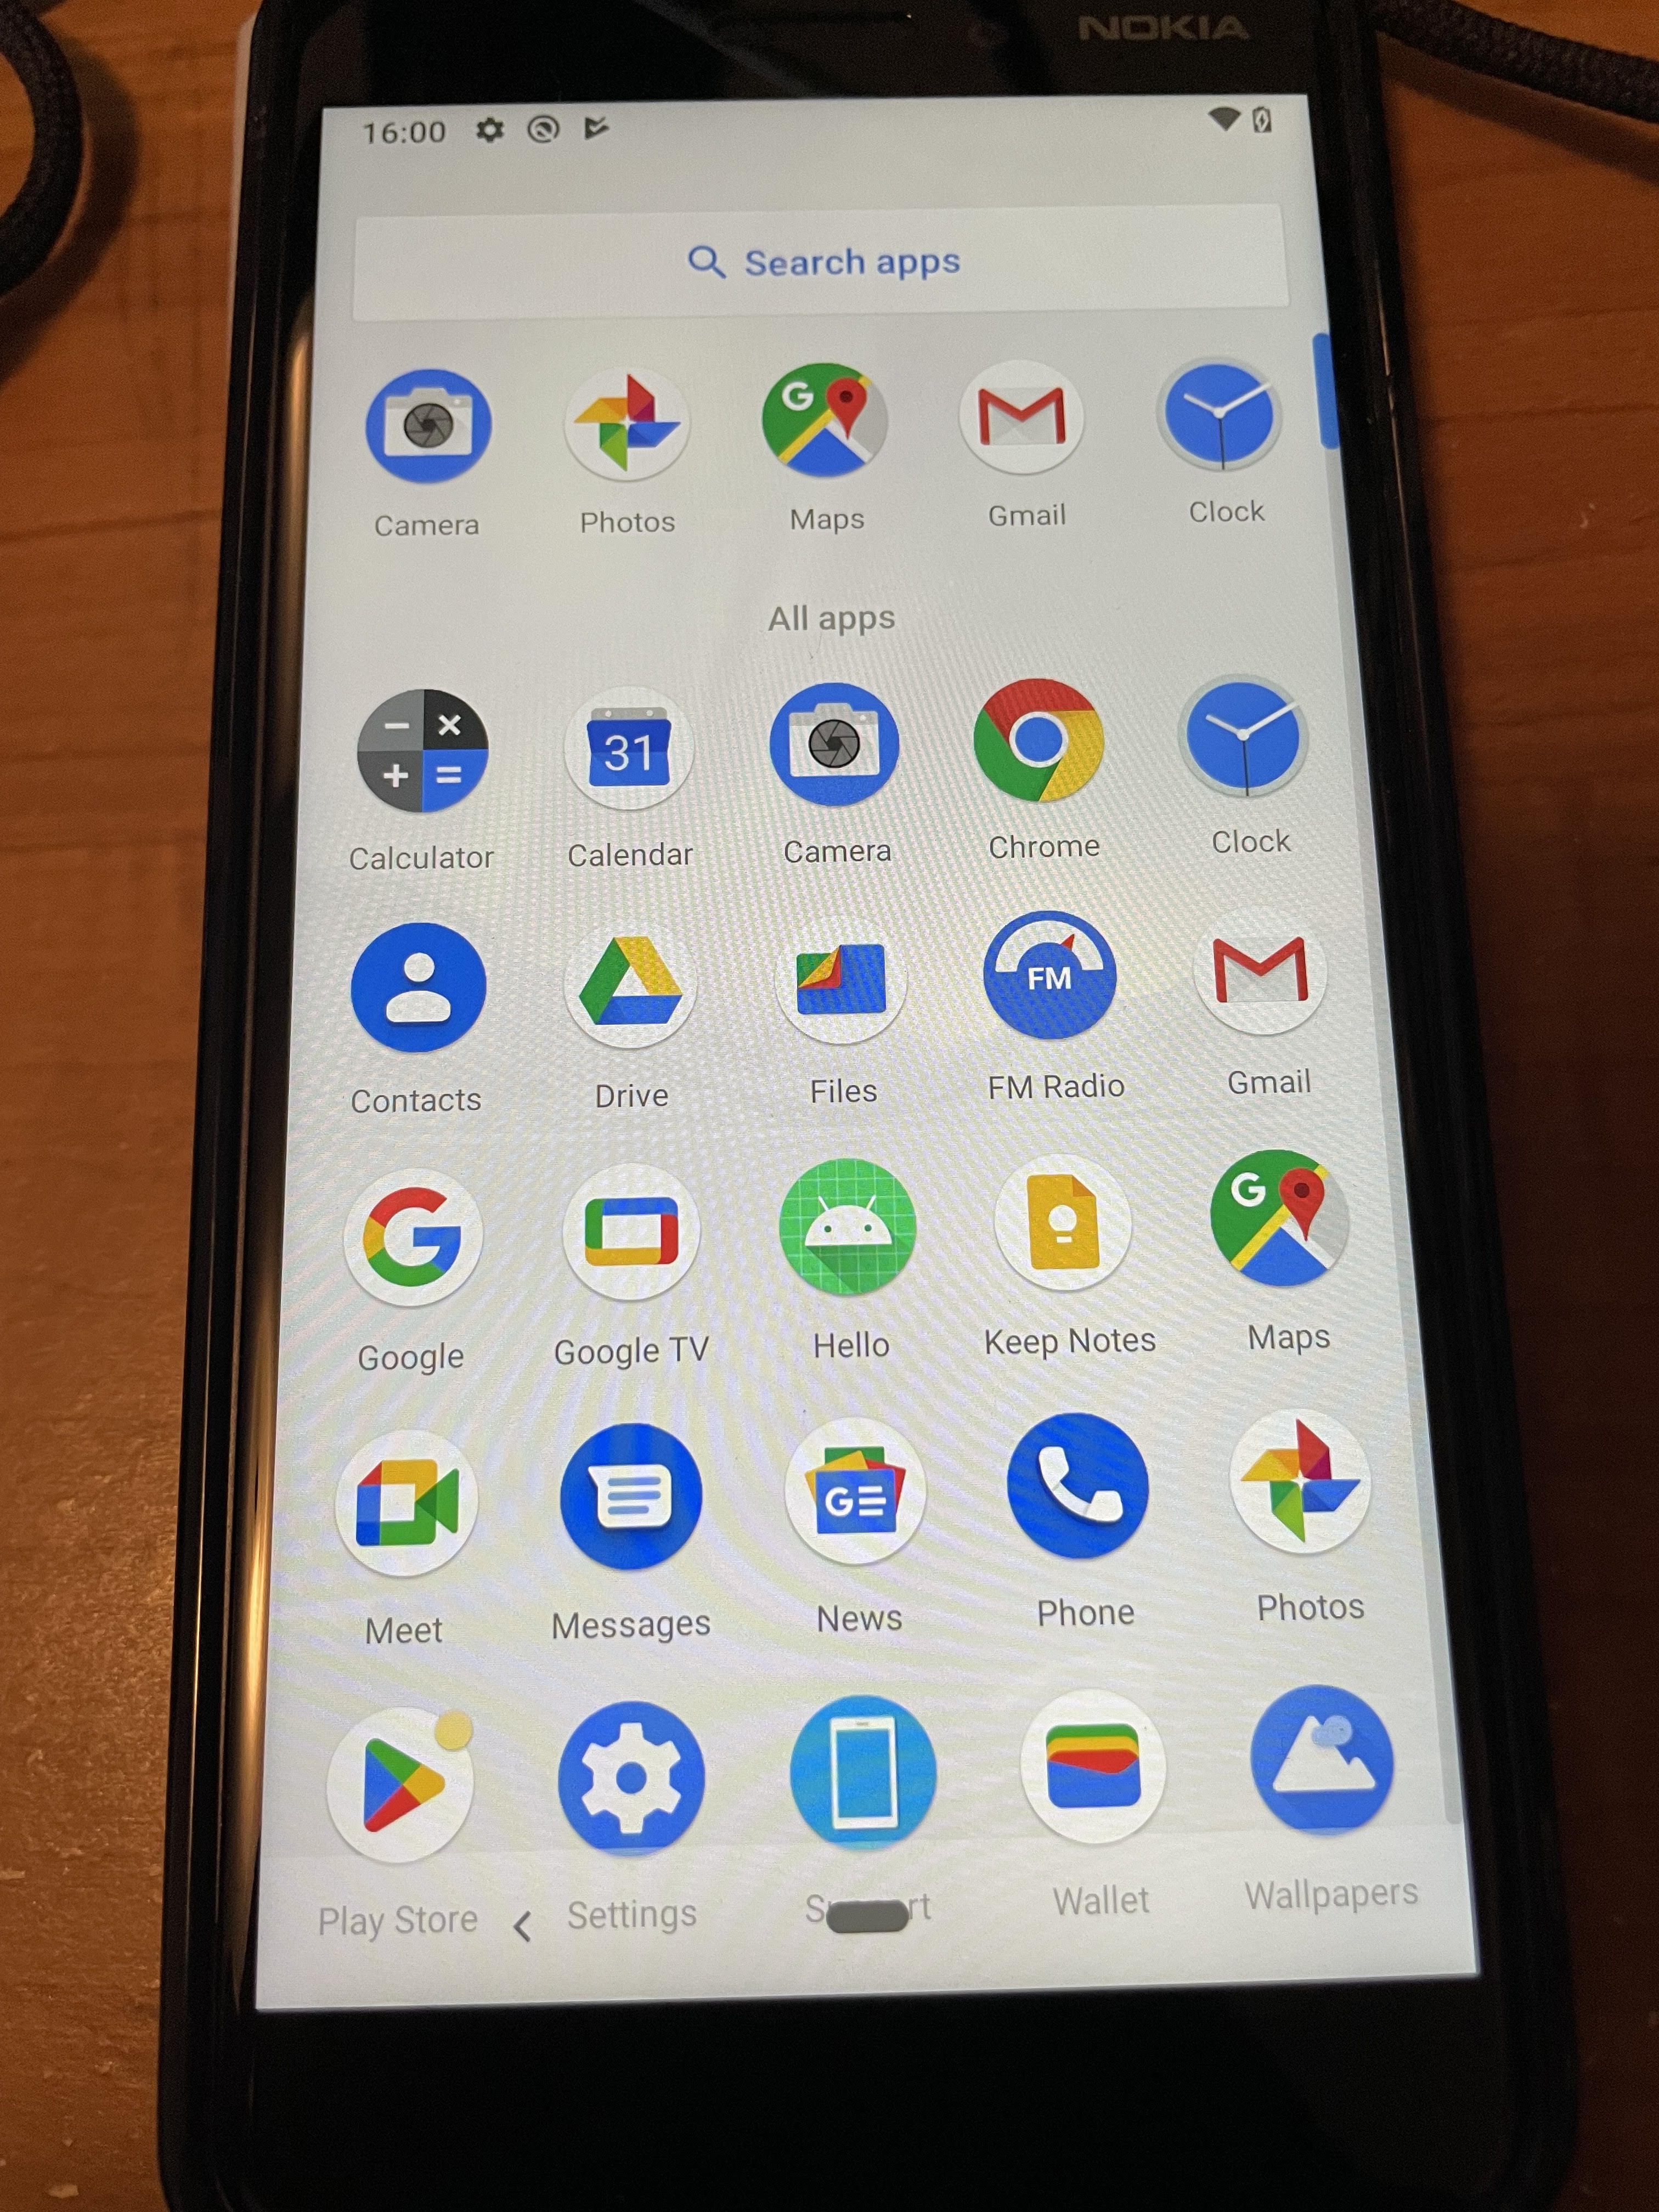 NOKIA
16:00
Search apps
G
Camera Photos Maps Gmail Clock
All apps
− × + =
31
Calculator Calendar Camera Chrome Clock
FM
Contacts Drive Files FM Radio Gmail
G G
Google Google TV Hello Keep Notes Maps
G
Meet Messages News Phone Photos
Play Store Settings Wallet Wallpapers